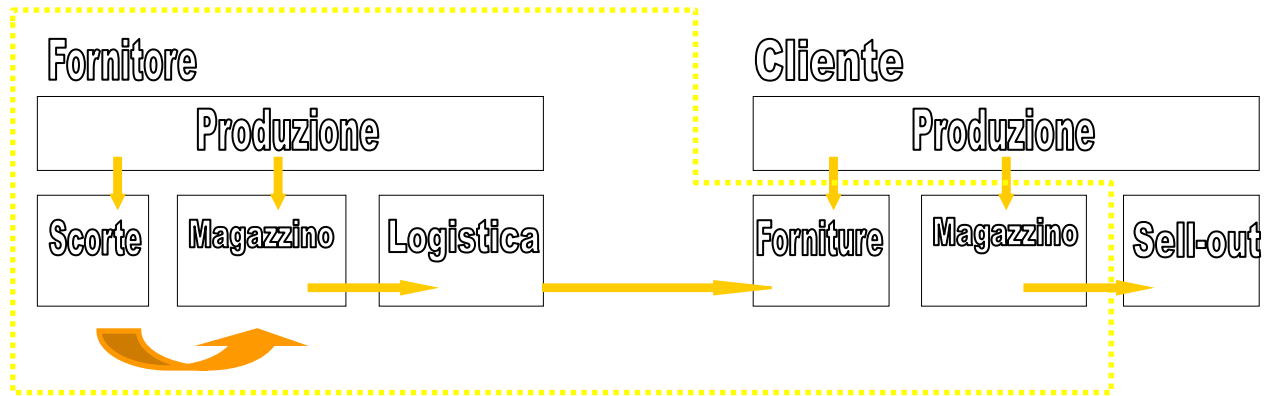 Fornitore
Cliente
Produzione
Produzione
Scorte
Magazzino
Logistica
Forniture
Magazzino
Sell-out